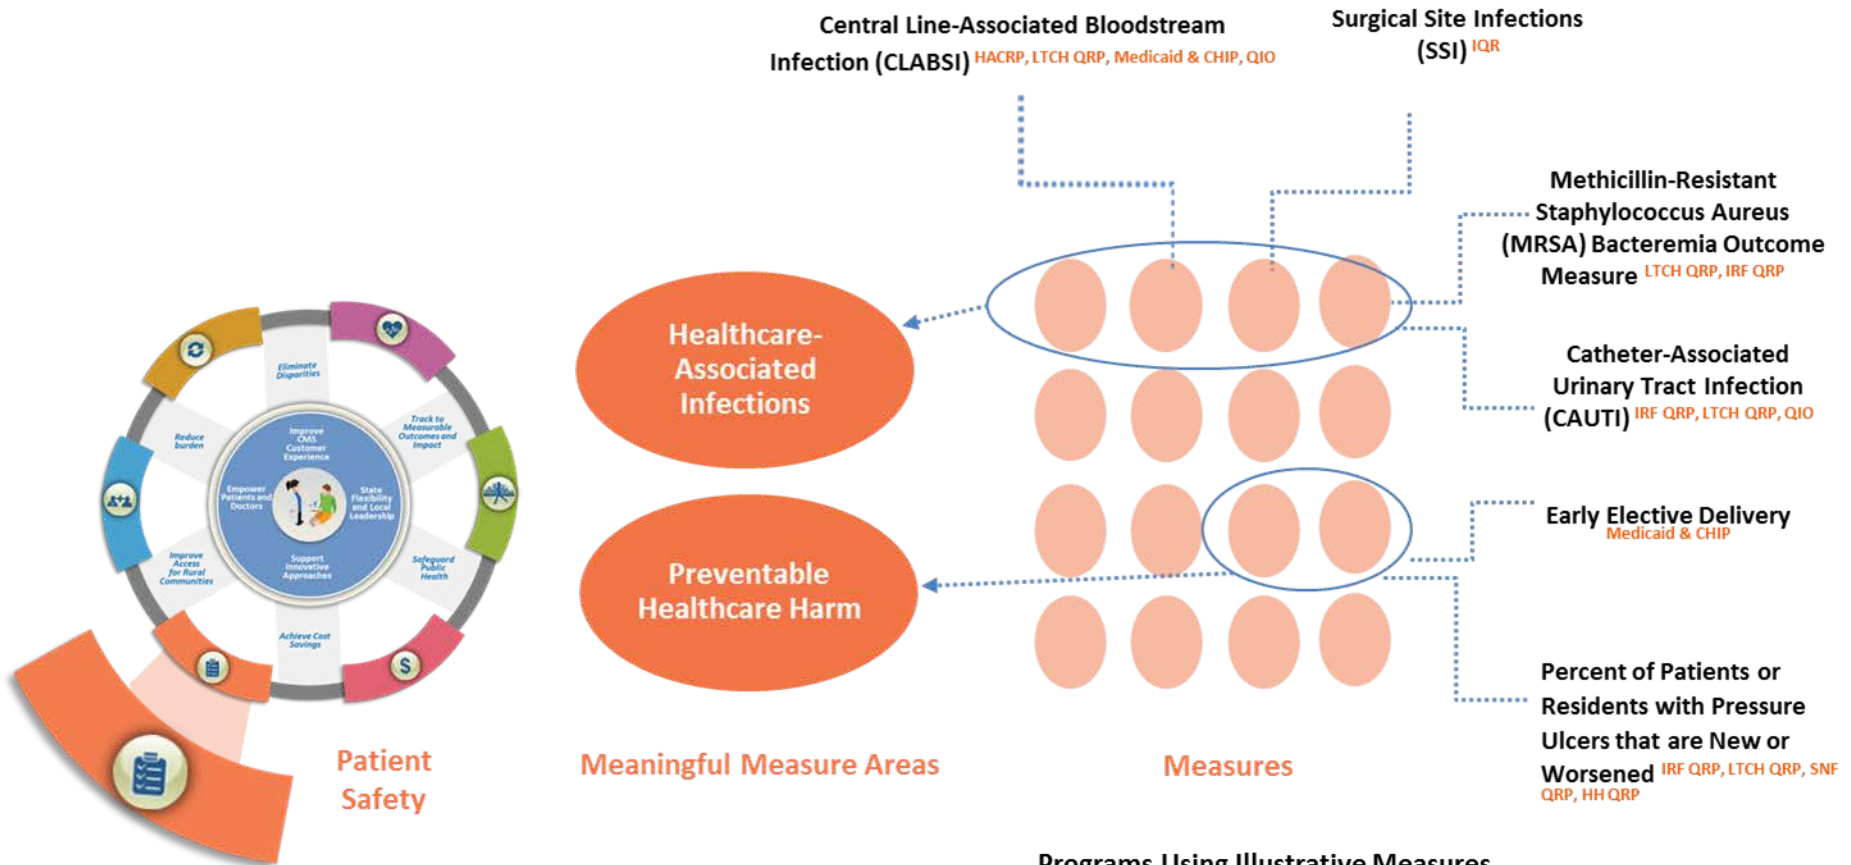 Central Line-Associated Bloodstream
Infection (CLABSI) HACRP, LTCH QRP, Medicaid & CHIP, QIO
Surgical Site Infections
(SSI) IQR
Methicillin-Resistant
Staphylococcus Aureus
(MRSA) Bacteremia Outcome
Measure LTCH QRP, IRF QRP
Catheter-Associated
Urinary Tract Infection
(CAUTI) IRF QRP, LTCH QRP, QIO
Early Elective Delivery
Medicaid & CHIP
Percent of Patients or
Residents with Pressure
Ulcers that are New or
Worsened IRF QRP, LTCH QRP, SNF
QRP, HH QRP
Healthcare-
Associated
Infections
Preventable
Healthcare Harm
Eliminate
Disparities
Track to
Measurable
Outcomes and
Impact
Safeguard
Public
Health
Achieve Cost
Savings
Improve
Access
for Rural
Communities
Reduce
burden
Improve
CMS
Customer
Experience
State
Flexibility
and Local
Leadership
Support
Innovative
Approaches
Empower
Patients and
Doctors
$
Patient
Safety
Meaningful Measure Areas
Measures
Programs Using Illustrative Measures